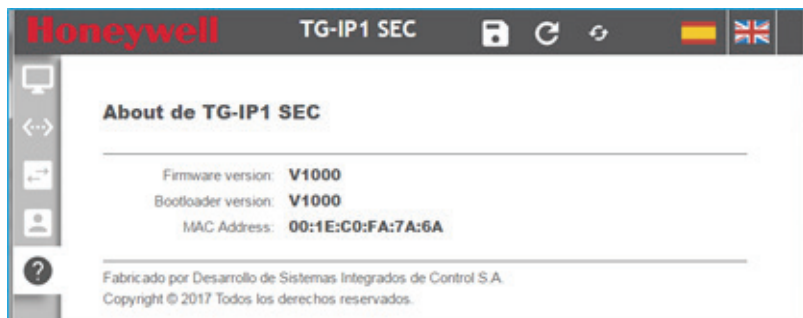 Honeywell TG-IP1 SEC
About de TG-IP1 SEC
Firmware version: V1000
Bootloader version: V1000
MAC Address: 00:1E:C0:FA:7A:6A
Fabricado por Desarrollo de Sistemas Integrados de Control S.A.
Copyright © 2017 Todos los derechos reservados.